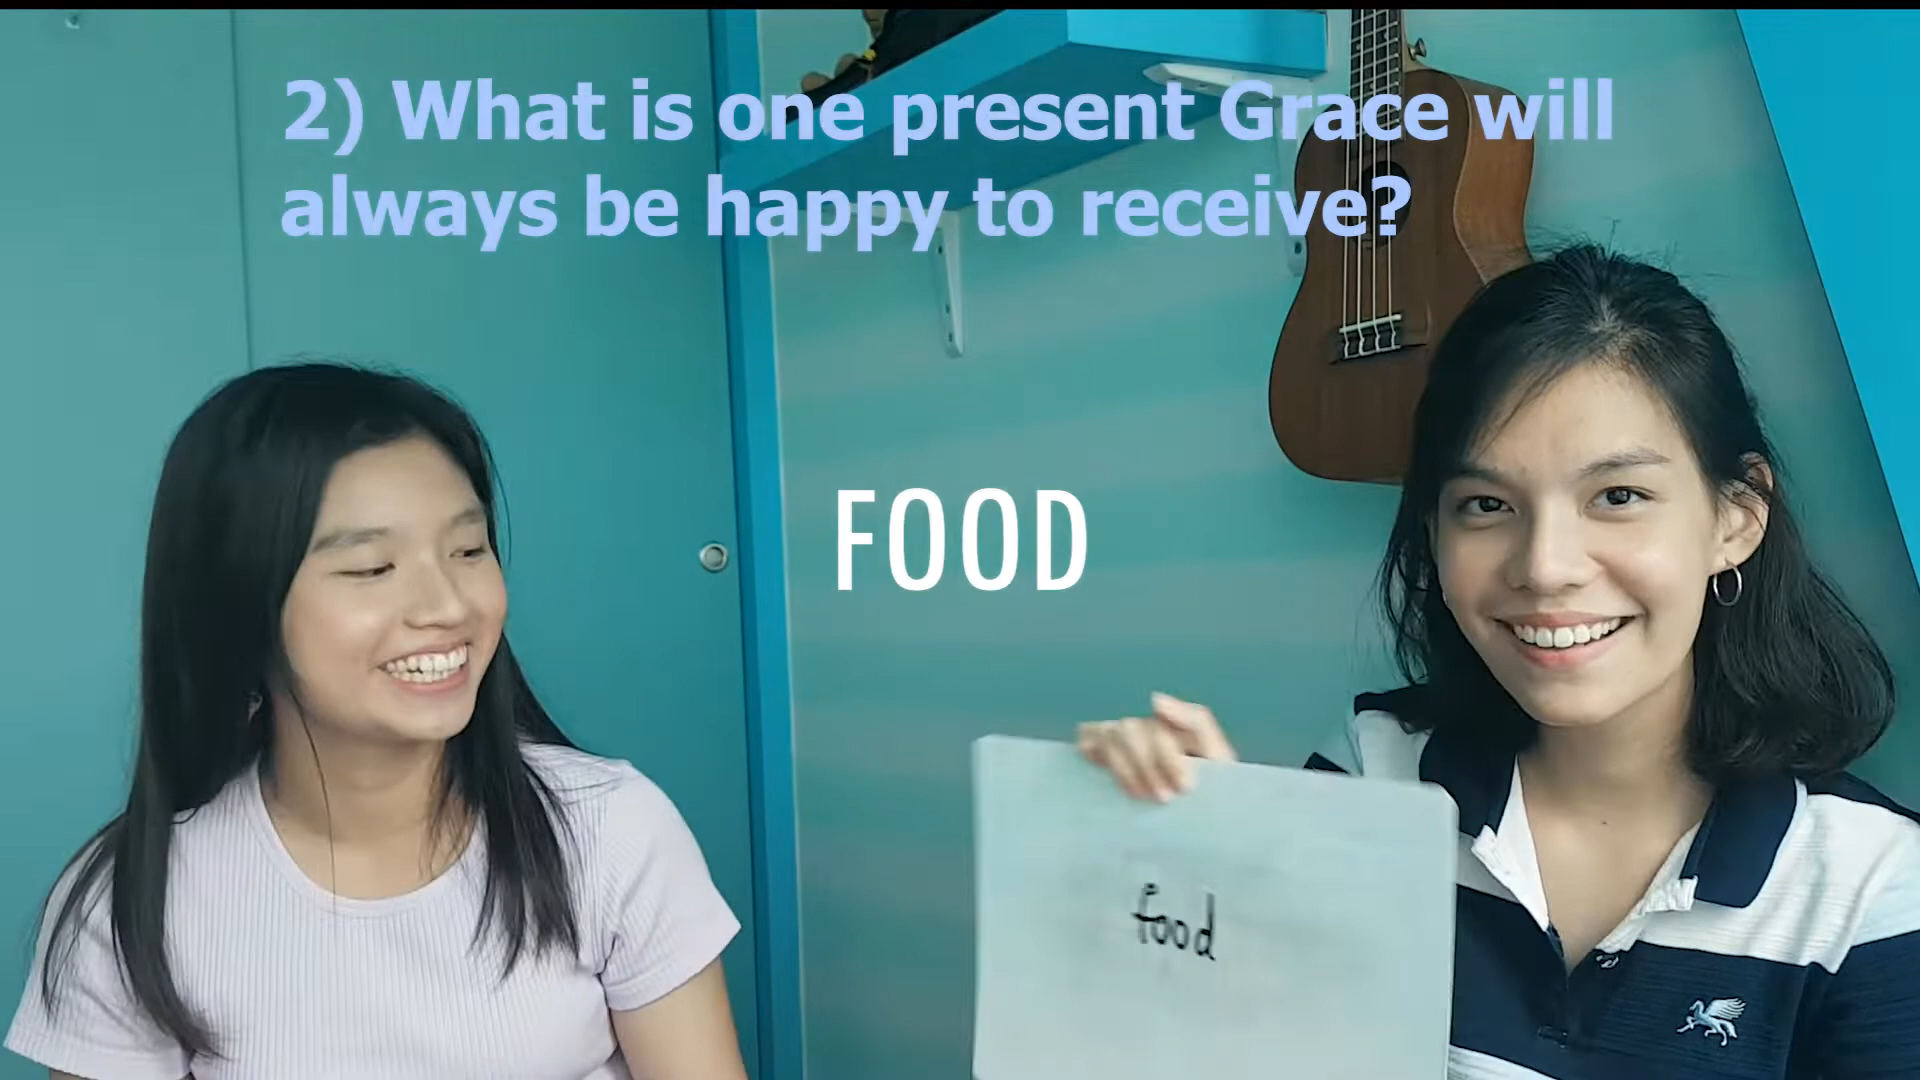 2) What is one present Grace will
always be happy to receive?
FOOD
food